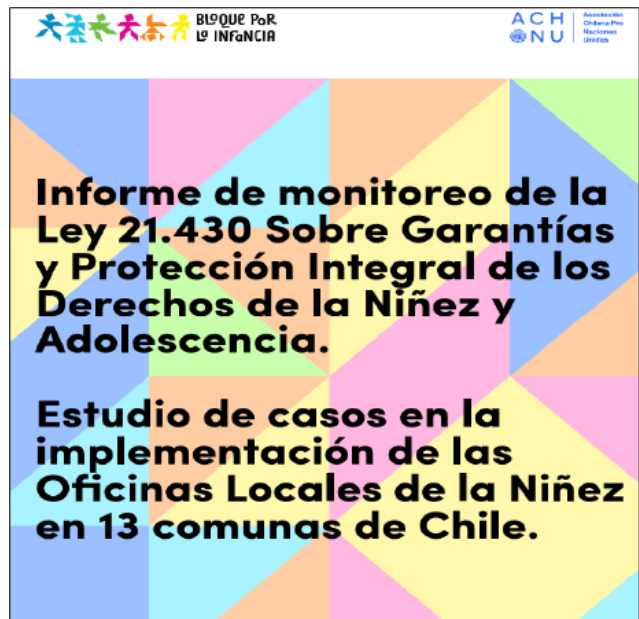 BLOQUE POR
LO INFANCIA
ACH
NU
Asociación
Chilena Pro
Naciones
Unidas
Informe de monitoreo de la
Ley 21.430 Sobre Garantías
y Protección Integral de los
Derechos de la Niñez y
Adolescencia.
Estudio de casos en la
implementación de las
Oficinas Locales de la Niñez
en 13 comunas de Chile.